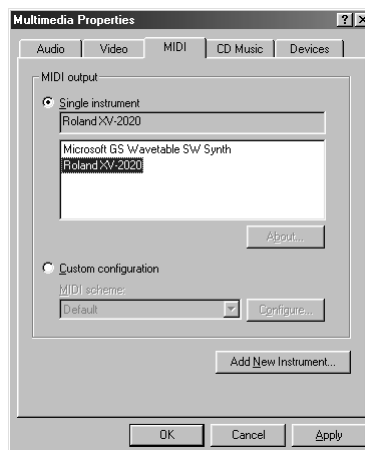 Multimedia Properties
Audio Video MIDI CD Music Devices
MIDI output
Single instrument
Roland XV-2020
Microsoft GS Wavetable SW Synth
Roland XV-2020
About...
Custom configuration
MIDI scheme:
Default Configure...
Add New Instrument...
OK Cancel Apply